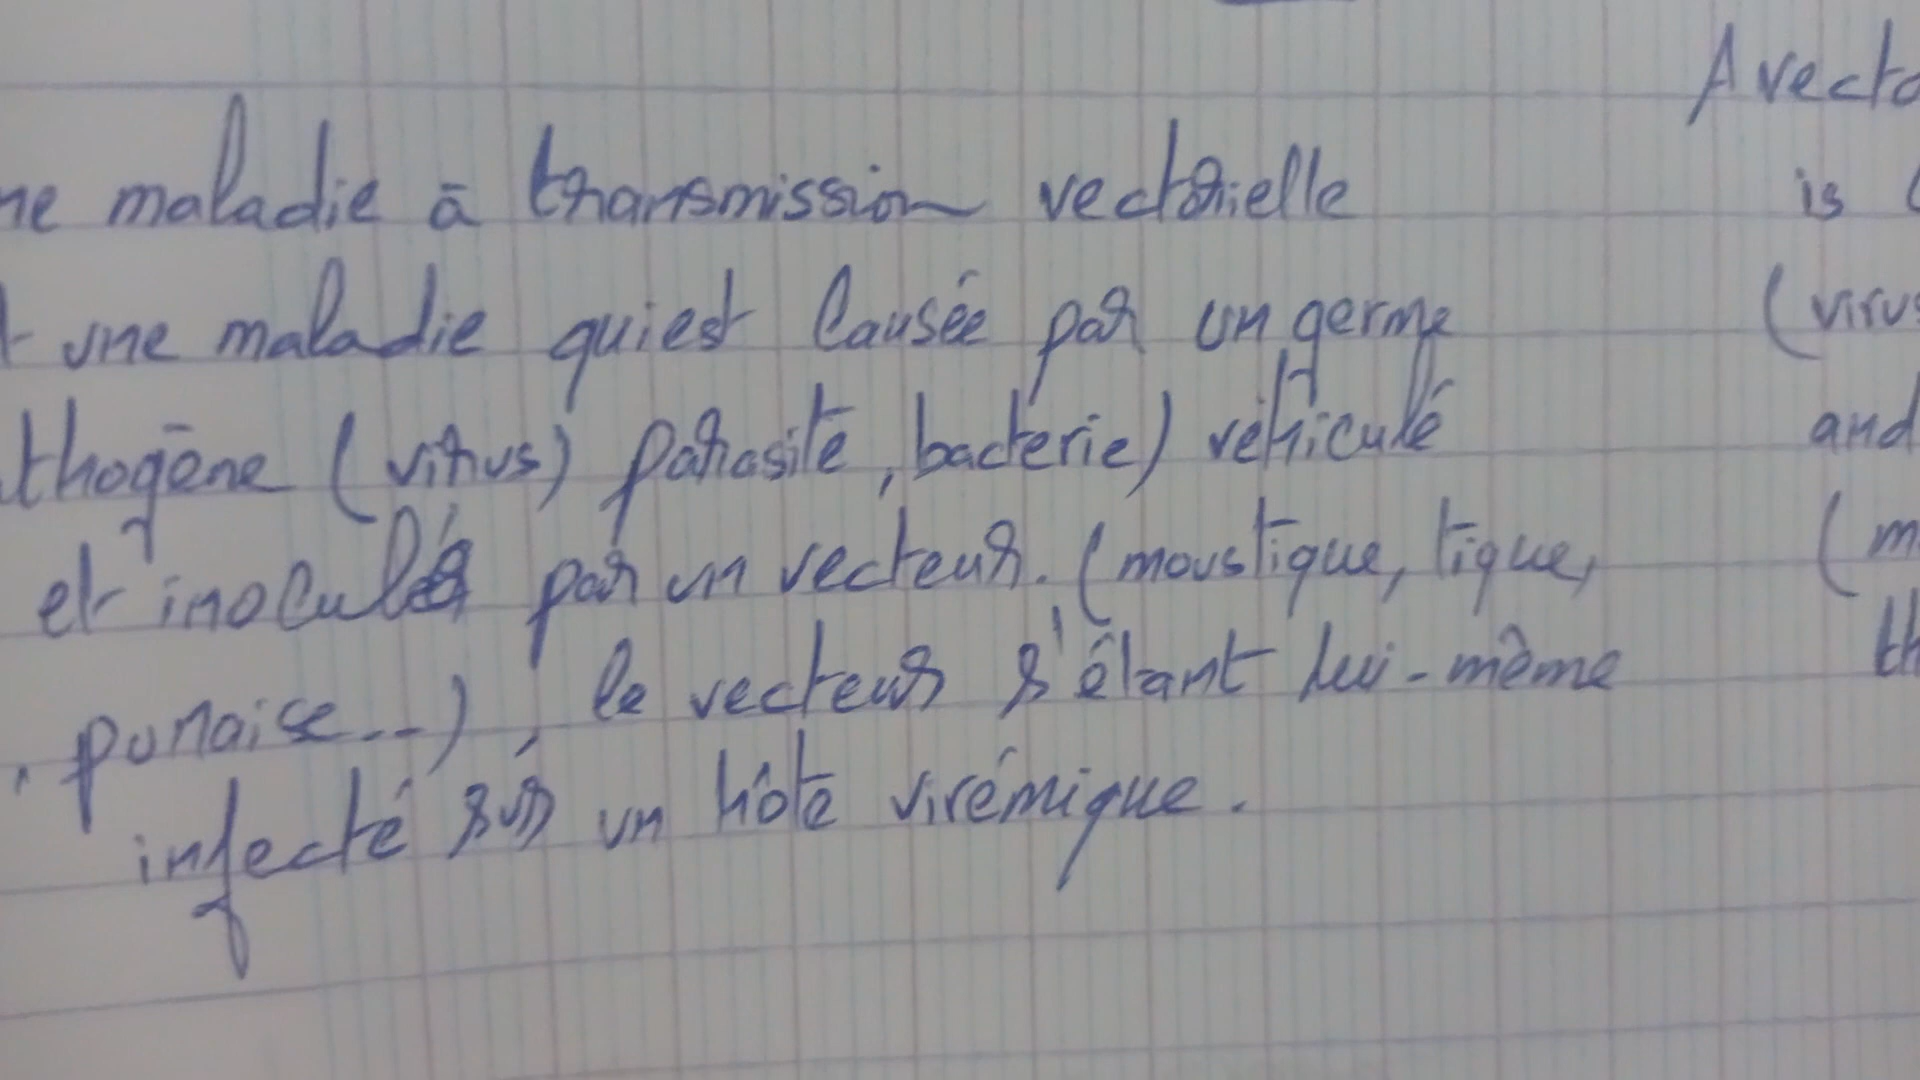 ne maladie à transmission vectorielle
une maladie qui est causée par un germe
thogène (virus) parasite, bacterie) véhiculé
et inoculé par un vecteur. (moustique, tique,
, punaise...), le vecteur s'étant lui-même
infecté sur un hôte virémique.
A vecto
is
(virus
and
(m
th